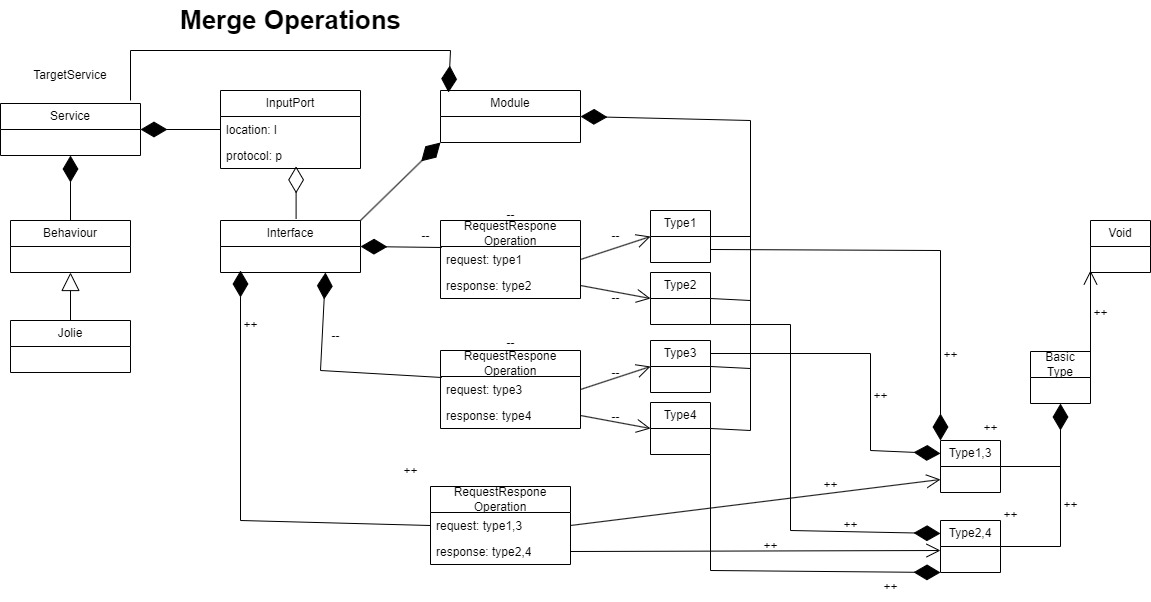 Merge Operations
TargetService
Service
InputPort
location: l
protocol: p
Module
Behaviour
Jolie
Interface
--
--
RequestRespone
Operation
request: type1
response: type2
--
--
Type1
Type2
Void
++
--
--
RequestRespone
Operation
request: type3
response: type4
--
--
Type3
Type4
++
++
++
Basic
Type
++
++
RequestRespone
Operation
request: type1,3
response: type2,4
++
++
++
++
Type1,3
++
++
Type2,4
++